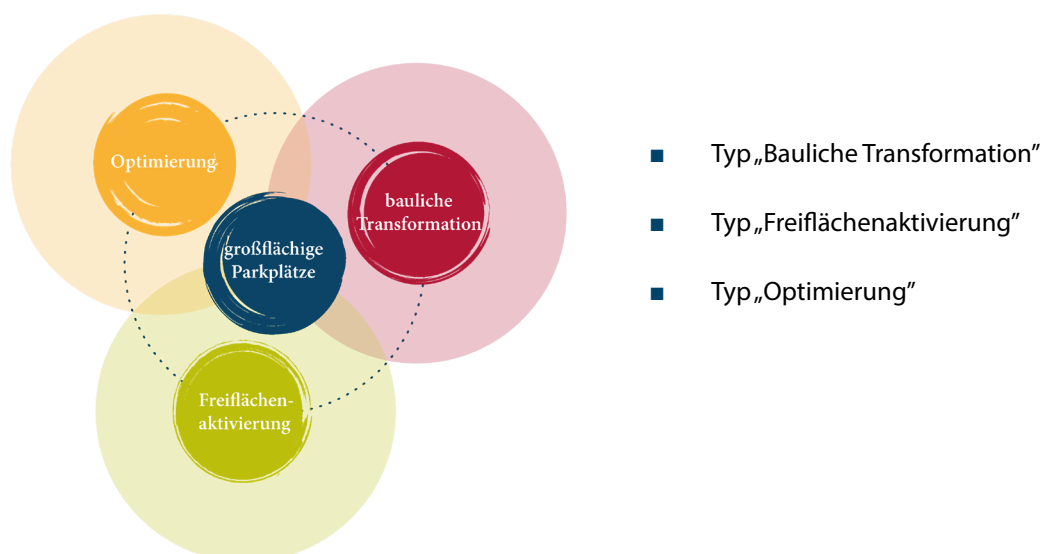 Optimierung
bauliche
Transformation
großflächige
Parkplätze
Freiflächen-
aktivierung
■ Typ „Bauliche Transformation”
■ Typ „Freiflächenaktivierung”
■ Typ „Optimierung”